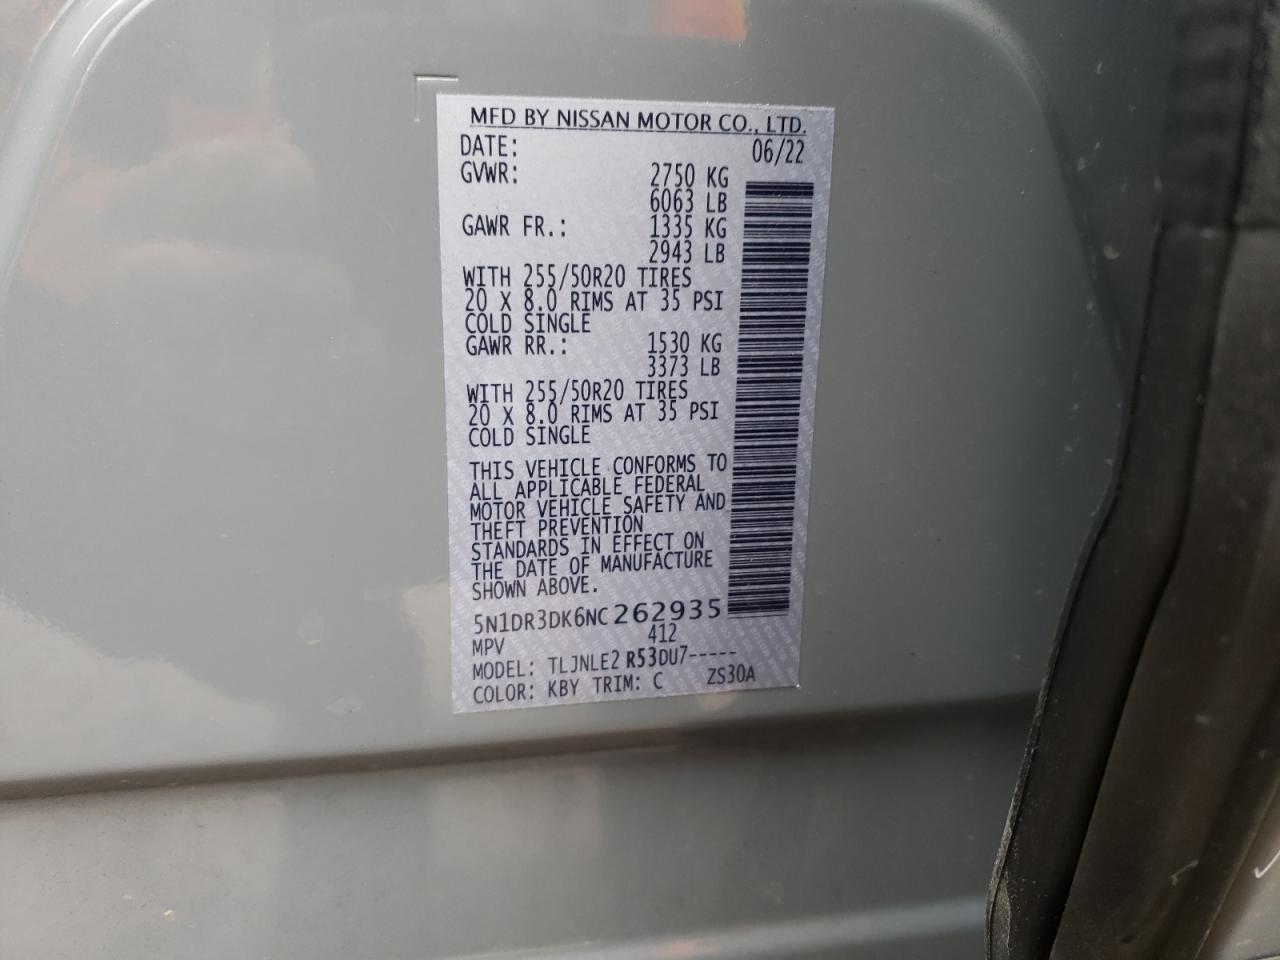 MFD BY NISSAN MOTOR CO., LTD.
DATE: 06/22
GVWR: 2750 KG
6063 LB
GAWR FR.: 1335 KG
2943 LB
WITH 255/50R20 TIRES
20 X 8.0 RIMS AT 35 PSI
COLD SINGLE
GAWR RR.: 1530 KG
3373 LB
WITH 255/50R20 TIRES
20 X 8.0 RIMS AT 35 PSI
COLD SINGLE
THIS VEHICLE CONFORMS TO
ALL APPLICABLE FEDERAL
MOTOR VEHICLE SAFETY AND
THEFT PREVENTION
STANDARDS IN EFFECT ON
THE DATE OF MANUFACTURE
SHOWN ABOVE.
5N1DR3DK6NC262935
MPV 412
MODEL: TLJNLE2 R53DU7-----
COLOR: KBY TRIM: C ZS30A